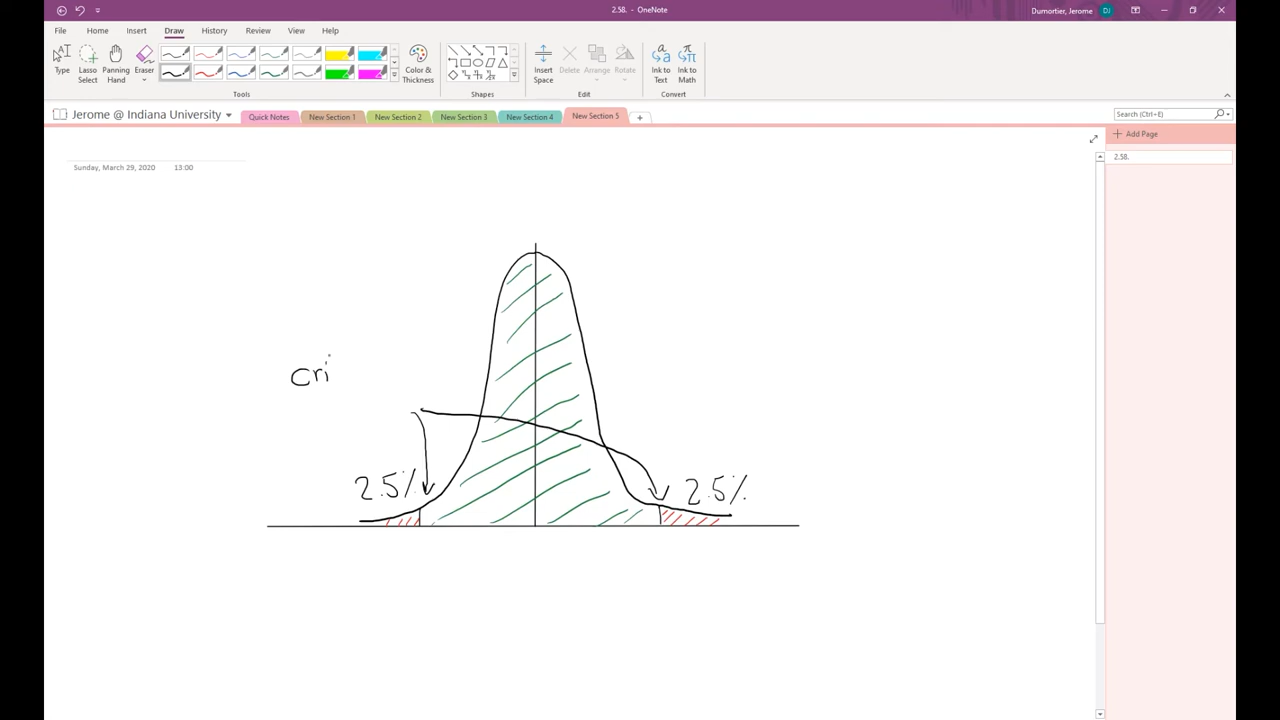 2.58. - OneNote
Dumortier, Jerome DJ
File Home Insert Draw History Review View Help
Type
Lasso Select
Panning Hand
Eraser
Color & Thickness
Insert Space
Delete
Arrange
Rotate
Ink to Text
Ink to Math
Tools
Shapes
Edit
Convert
Jerome @ Indiana University
Quick Notes
New Section 1
New Section 2
New Section 3
New Section 4
New Section 5
Search (Ctrl+E)
Add Page
2.58.
Sunday, March 29, 2020 13:00
cri
2.5%
2.5%